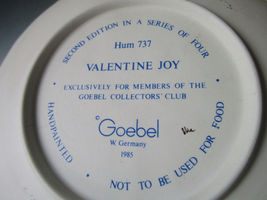 SECOND EDITION IN A SERIES OF FOUR
Hum 737
VALENTINE JOY
EXCLUSIVELY FOR MEMBERS OF THE
GOEBEL COLLECTORS' CLUB
Goebel
W. Germany
1985
HANDPAINTED • NOT TO BE USED FOR FOOD •